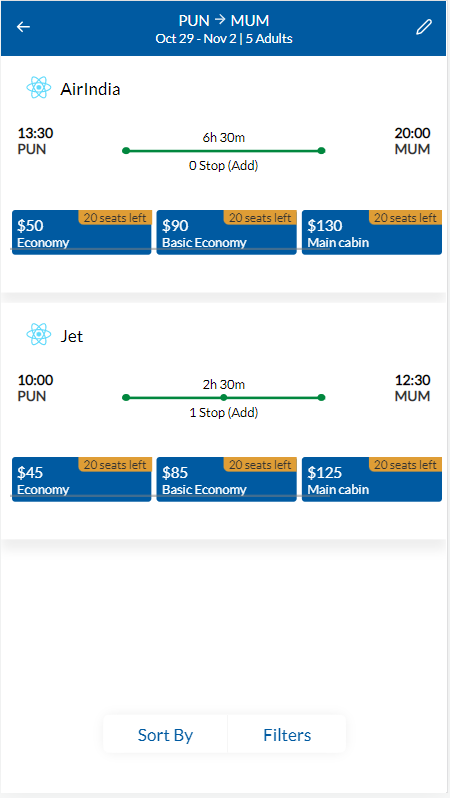 PUN → MUM
Oct 29 - Nov 2 | 5 Adults
AirIndia
13:30 6h 30m 20:00
PUN MUM
0 Stop (Add)
20 seats left 20 seats left 20 seats left
$50 $90 $130
Economy Basic Economy Main cabin
Jet
10:00 2h 30m 12:30
PUN MUM
1 Stop (Add)
20 seats left 20 seats left 20 seats left
$45 $85 $125
Economy Basic Economy Main cabin
Sort By Filters